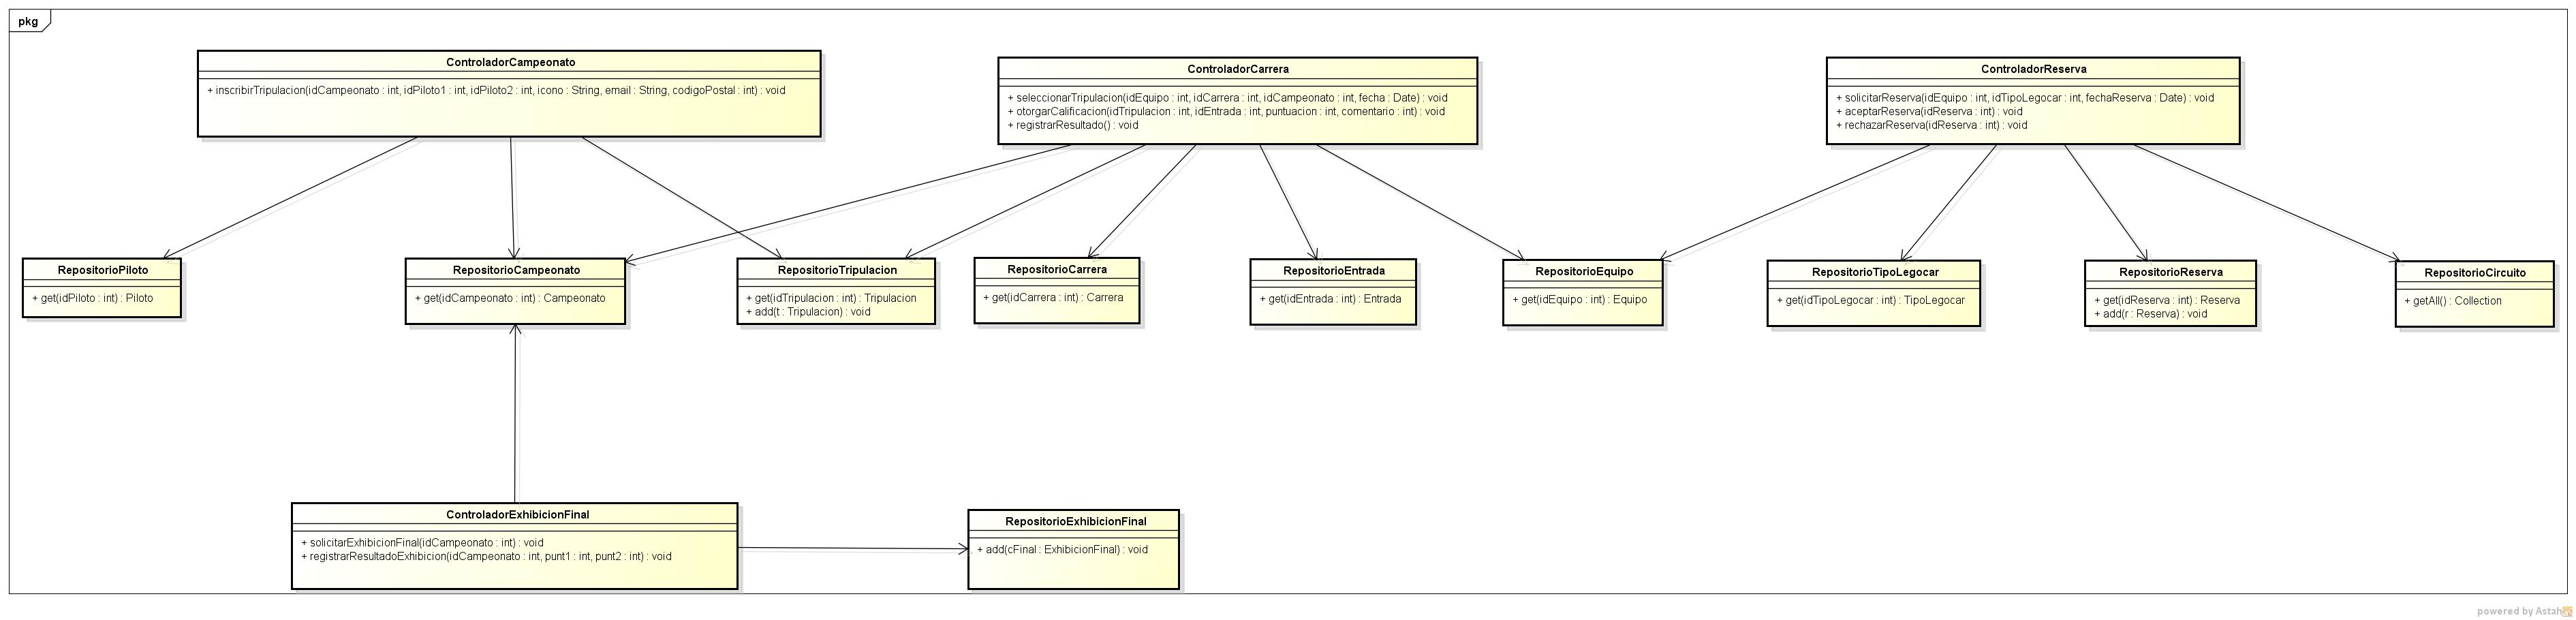 pkg
ControladorCampeonato
+ inscribirTripulacion(idCampeonato : int, idPiloto1 : int, idPiloto2 : int, icono : String, email : String, codigoPostal : int) : void
ControladorCarrera
+ seleccionarTripulacion(idEquipo : int, idCarrera : int, idCampeonato : int, fecha : Date) : void
+ otorgarCalificacion(idTripulacion : int, idEntrada : int, puntuacion : int, comentario : int) : void
+ registrarResultado() : void
ControladorReserva
+ solicitarReserva(idEquipo : int, idTipoLegocar : int, fechaReserva : Date) : void
+ aceptarReserva(idReserva : int) : void
+ rechazarReserva(idReserva : int) : void
RepositorioPiloto
+ get(idPiloto : int) : Piloto
RepositorioCampeonato
+ get(idCampeonato : int) : Campeonato
RepositorioTripulacion
+ get(idTripulacion : int) : Tripulacion
+ add(t : Tripulacion) : void
RepositorioCarrera
+ get(idCarrera : int) : Carrera
RepositorioEntrada
+ get(idEntrada : int) : Entrada
RepositorioEquipo
+ get(idEquipo : int) : Equipo
RepositorioTipoLegocar
+ get(idTipoLegocar : int) : TipoLegocar
RepositorioReserva
+ get(idReserva : int) : Reserva
+ add(r : Reserva) : void
RepositorioCircuito
+ getAll() : Collection
ControladorExhibicionFinal
+ solicitarExhibicionFinal(idCampeonato : int) : void
+ registrarResultadoExhibicion(idCampeonato : int, punt1 : int, punt2 : int) : void
RepositorioExhibicionFinal
+ add(cFinal : ExhibicionFinal) : void
powered by Astah